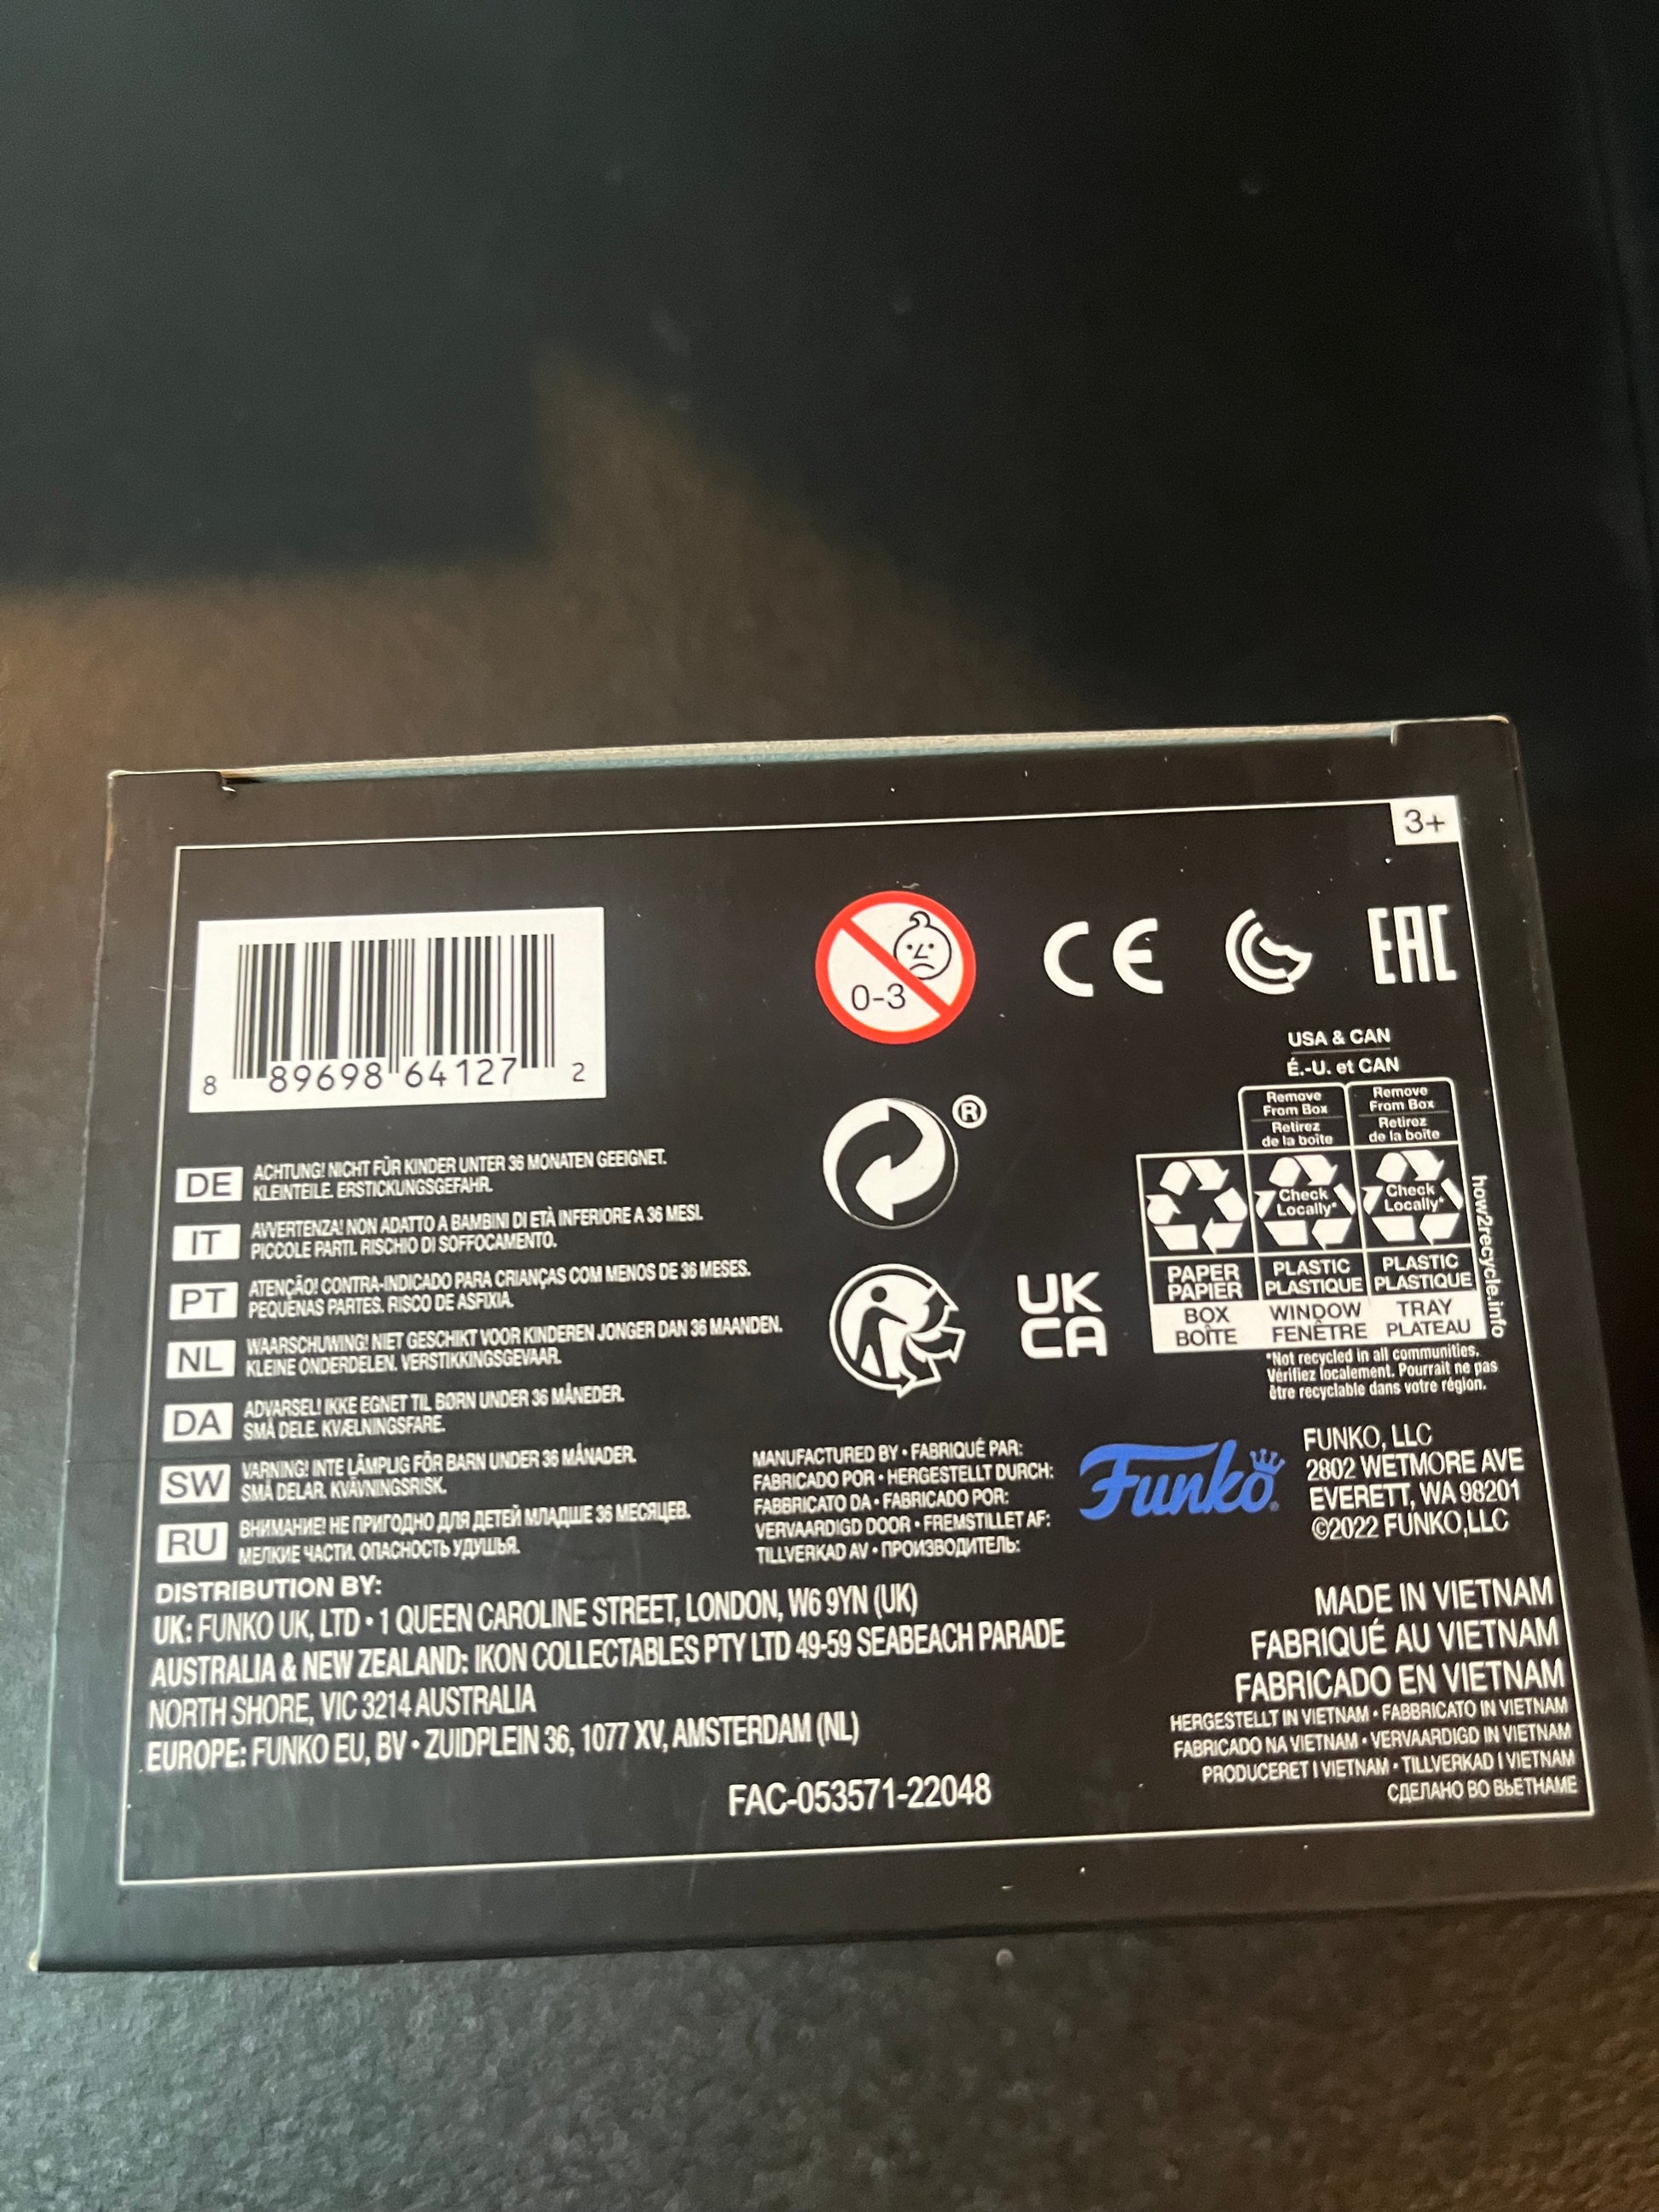 3+
8 89698 64127 2
0-3
CE
EAC
USA & CAN
É.-U. et CAN
Remove
From Box
Retirez
de la boîte
Remove
From Box
Retirez
de la boîte
Check
Locally*
Check
Locally*
PAPER
PAPIER
PLASTIC
PLASTIQUE
PLASTIC
PLASTIQUE
BOX
BOÎTE
WINDOW
FENÊTRE
TRAY
PLATEAU
how2recycle.info
*Not recycled in all communities.
Vérifiez localement. Pourrait ne pas
être recyclable dans votre région.
®
UK
CA
DE ACHTUNG! NICHT FÜR KINDER UNTER 36 MONATEN GEEIGNET.
KLEINTEILE. ERSTICKUNGSGEFAHR.
IT AVVERTENZA! NON ADATTO A BAMBINI DI ETÀ INFERIORE A 36 MESI.
PICCOLE PARTI. RISCHIO DI SOFFOCAMENTO.
PT ATENÇÃO! CONTRA-INDICADO PARA CRIANÇAS COM MENOS DE 36 MESES.
PEQUENAS PARTES. RISCO DE ASFIXIA.
NL WAARSCHUWING! NIET GESCHIKT VOOR KINDEREN JONGER DAN 36 MAANDEN.
KLEINE ONDERDELEN. VERSTIKKINGSGEVAAR.
DA ADVARSEL! IKKE EGNET TIL BØRN UNDER 36 MÅNEDER.
SMÅ DELE. KVÆLNINGSFARE.
SW VARNING! INTE LÄMPLIG FÖR BARN UNDER 36 MÅNADER.
SMÅ DELAR. KVÄVNINGSRISK.
RU ВНИМАНИЕ! НЕ ПРИГОДНО ДЛЯ ДЕТЕЙ МЛАДШЕ 36 МЕСЯЦЕВ.
МЕЛКИЕ ЧАСТИ. ОПАСНОСТЬ УДУШЬЯ.
MANUFACTURED BY • FABRIQUÉ PAR:
FABRICADO POR • HERGESTELLT DURCH:
FABBRICATO DA • FABRICADO POR:
VERVAARDIGD DOOR • FREMSTILLET AF:
TILLVERKAD AV • ПРОИЗВОДИТЕЛЬ:
Funko
FUNKO, LLC
2802 WETMORE AVE
EVERETT, WA 98201
©2022 FUNKO,LLC
DISTRIBUTION BY:
UK: FUNKO UK, LTD • 1 QUEEN CAROLINE STREET, LONDON, W6 9YN (UK)
AUSTRALIA & NEW ZEALAND: IKON COLLECTABLES PTY LTD 49-59 SEABEACH PARADE
NORTH SHORE, VIC 3214 AUSTRALIA
EUROPE: FUNKO EU, BV • ZUIDPLEIN 36, 1077 XV, AMSTERDAM (NL)
FAC-053571-22048
MADE IN VIETNAM
FABRIQUÉ AU VIETNAM
FABRICADO EN VIETNAM
HERGESTELLT IN VIETNAM • FABBRICATO IN VIETNAM
FABRICADO NA VIETNAM • VERVAARDIGD IN VIETNAM
PRODUCERET I VIETNAM • TILLVERKAD I VIETNAM
СДЕЛАНО ВО ВЬЕТНАМЕ